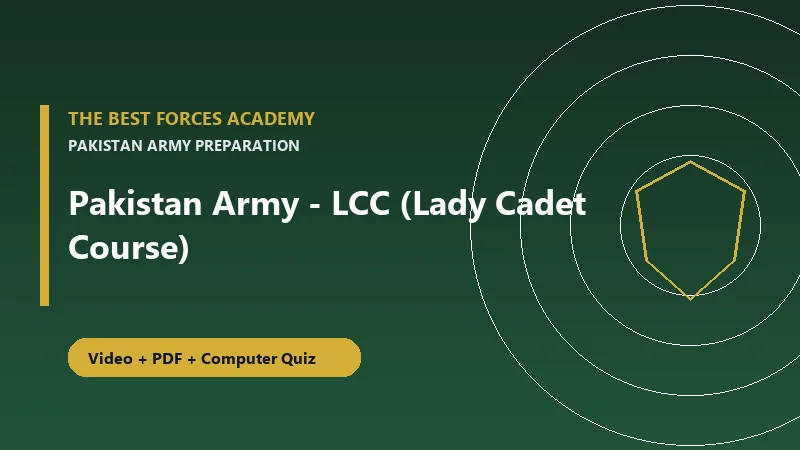 THE BEST FORCES ACADEMY
PAKISTAN ARMY PREPARATION
Pakistan Army - LCC (Lady Cadet
Course)
Video + PDF + Computer Quiz